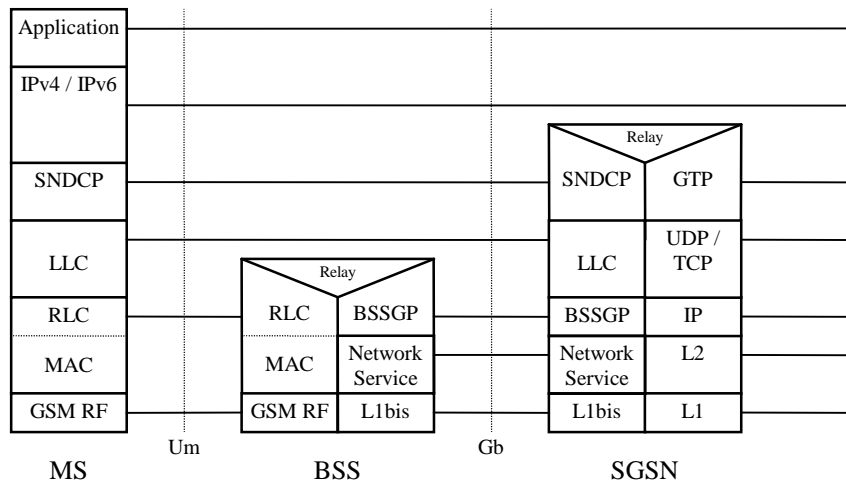 Application
IPv4 / IPv6
Relay
SNDCP
SNDCP
GTP
LLC
Relay
LLC
UDP /
TCP
RLC
RLC
BSSGP
BSSGP
IP
MAC
MAC
Network
Service
Network
Service
L2
GSM RF
GSM RF
L1bis
L1bis
L1
Um
Gb
MS
BSS
SGSN